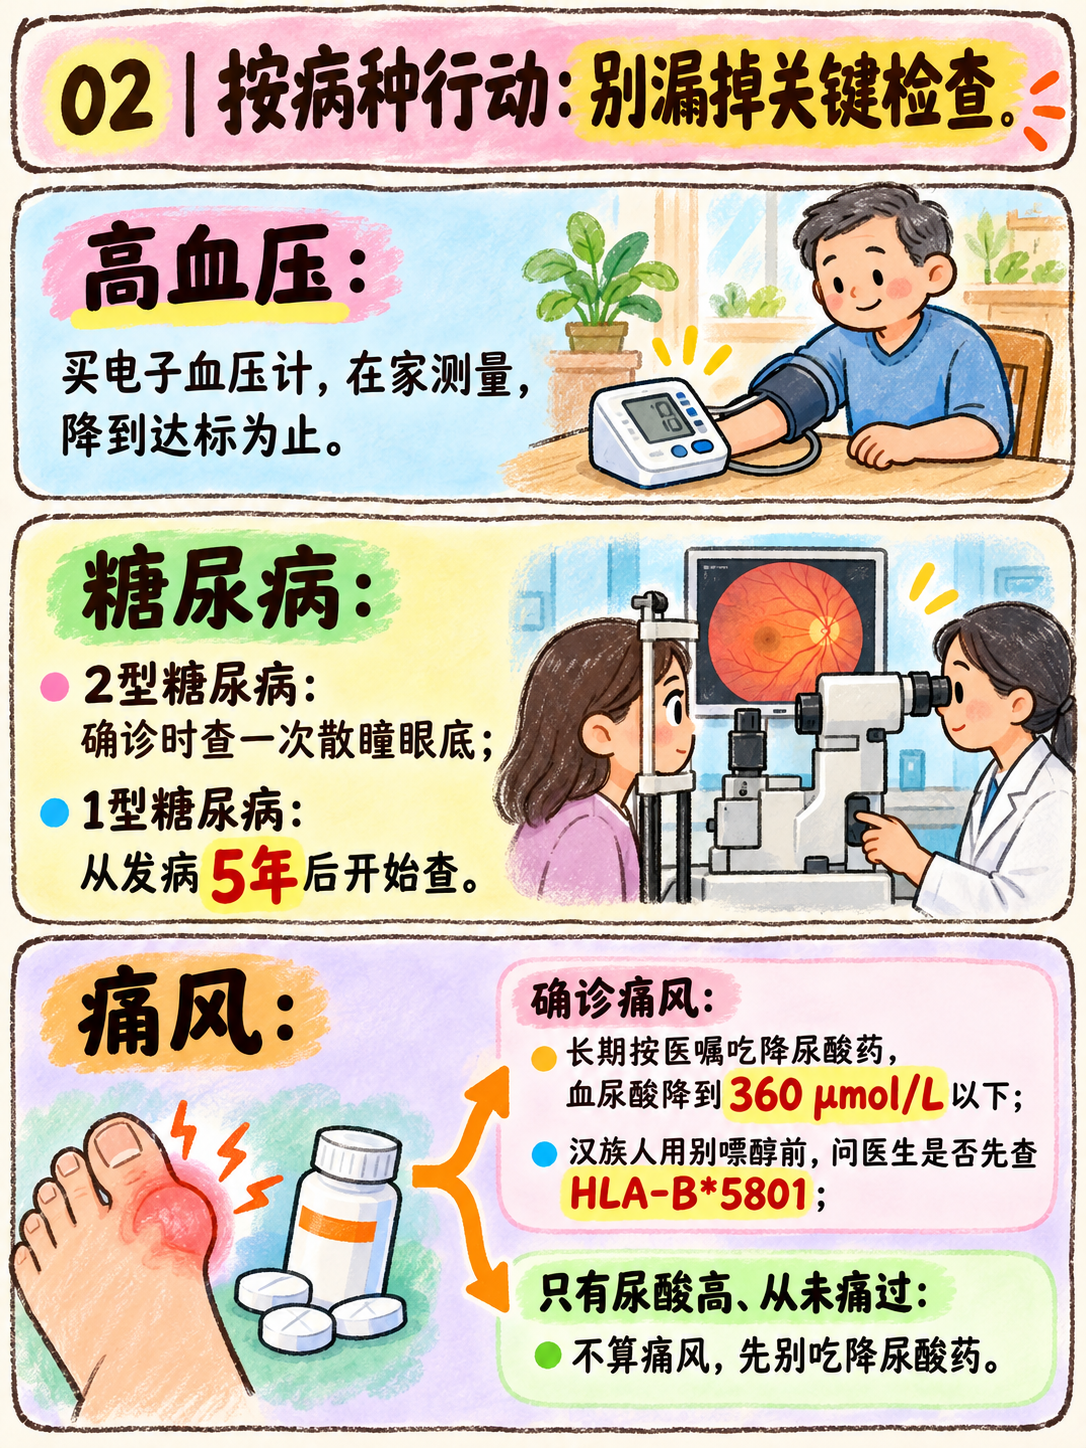 02｜按病种行动：别漏掉关键检查。
高血压：
买电子血压计，在家测量，
降到达标为止。
糖尿病：
2型糖尿病：
确诊时查一次散瞳眼底；
1型糖尿病：
从发病5年后开始查。
痛风：
确诊痛风：
长期按医嘱吃降尿酸药，
血尿酸降到360 μmol/L以下；
汉族人用别嘌醇前，问医生是否先查
HLA-B*5801；
只有尿酸高、从未痛过：
不算痛风，先别吃降尿酸药。